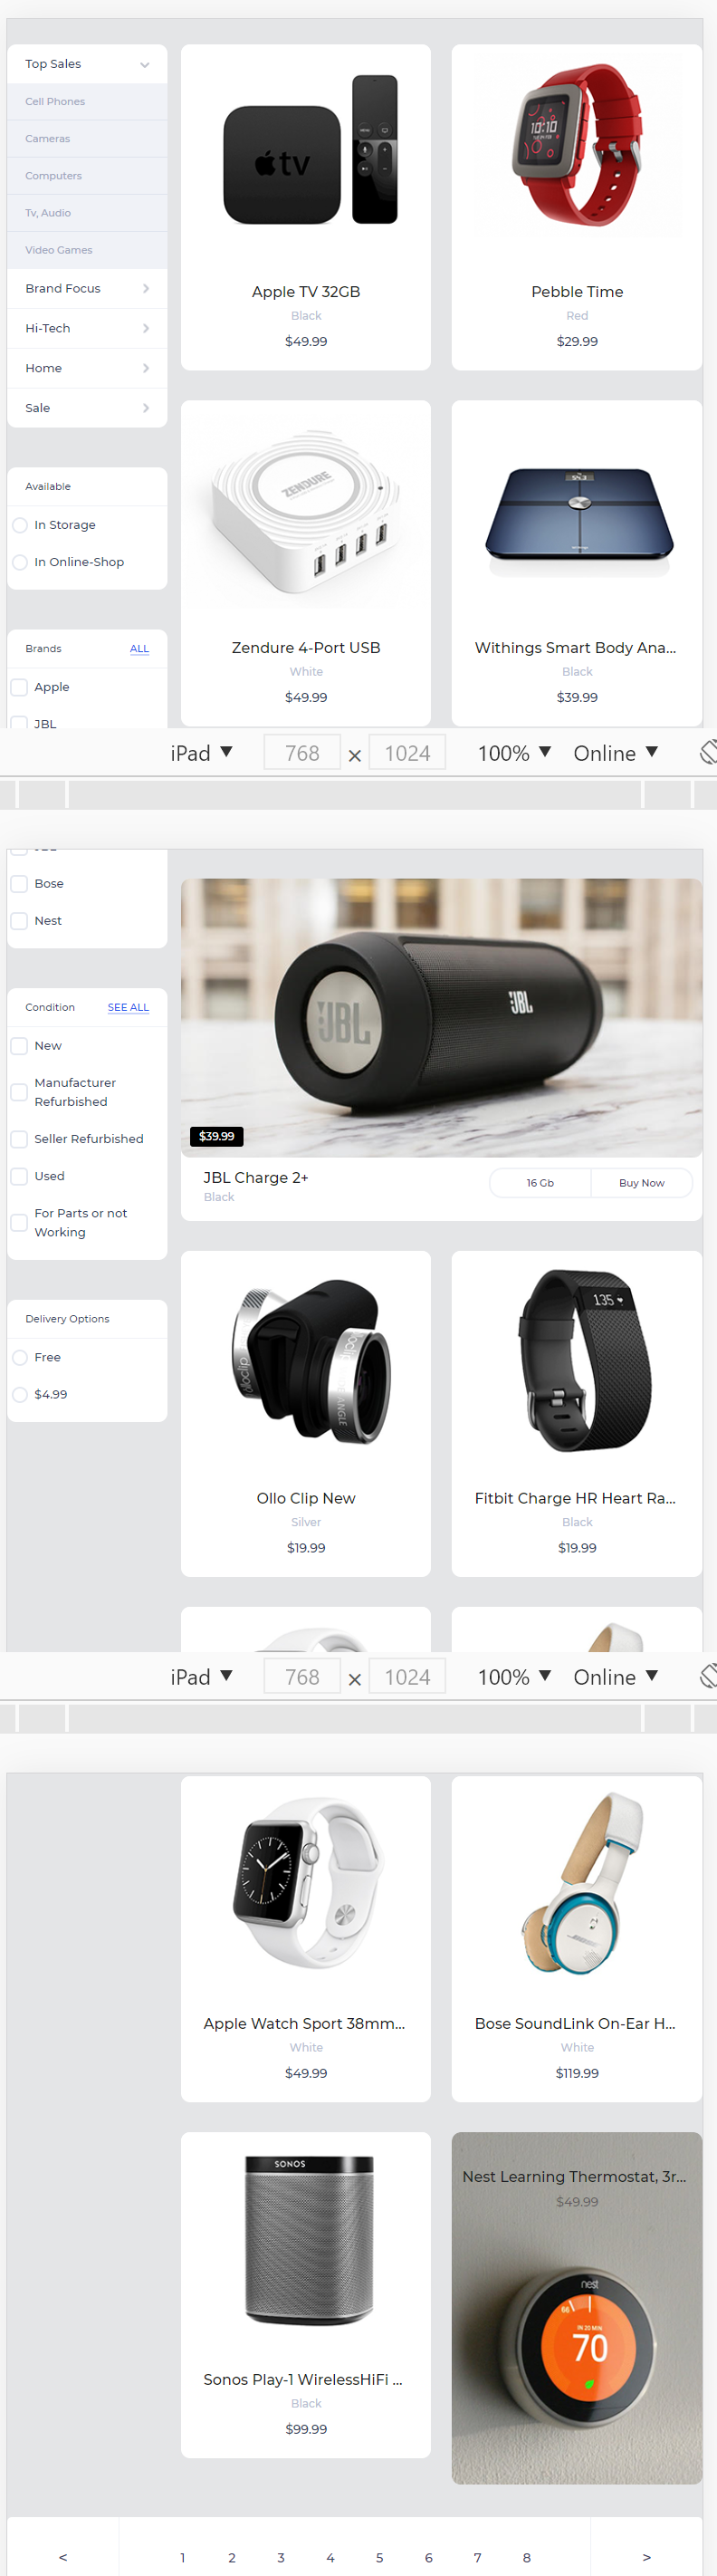 Top Sales
Cell Phones
Cameras
Computers
Tv, Audio
Video Games
Brand Focus
Hi-Tech
Home
Sale
Available
In Storage
In Online-Shop
Brands ALL
Apple
JBL
tv
Apple TV 32GB
Black
$49.99
10:10
Pebble Time
Red
$29.99
ZENDURE
Zendure 4-Port USB
White
$49.99
Withings Smart Body Ana...
Black
$39.99
iPad 768 × 1024 100% Online
Bose
Nest
Condition SEE ALL
New
Manufacturer
Refurbished
Seller Refurbished
Used
For Parts or not
Working
Delivery Options
Free
$4.99
JBL
JBL
$39.99
JBL Charge 2+
Black
16 Gb Buy Now
olloclip
Ollo Clip New
Silver
$19.99
135
Fitbit Charge HR Heart Ra...
Black
$19.99
iPad 768 × 1024 100% Online
Apple Watch Sport 38mm...
White
$49.99
Bose SoundLink On-Ear H...
White
$119.99
SONOS
Sonos Play-1 WirelessHiFi ...
Black
$99.99
Nest Learning Thermostat, 3r...
$49.99
nest
66
IN 20 MIN
70
< 1 2 3 4 5 6 7 8 >